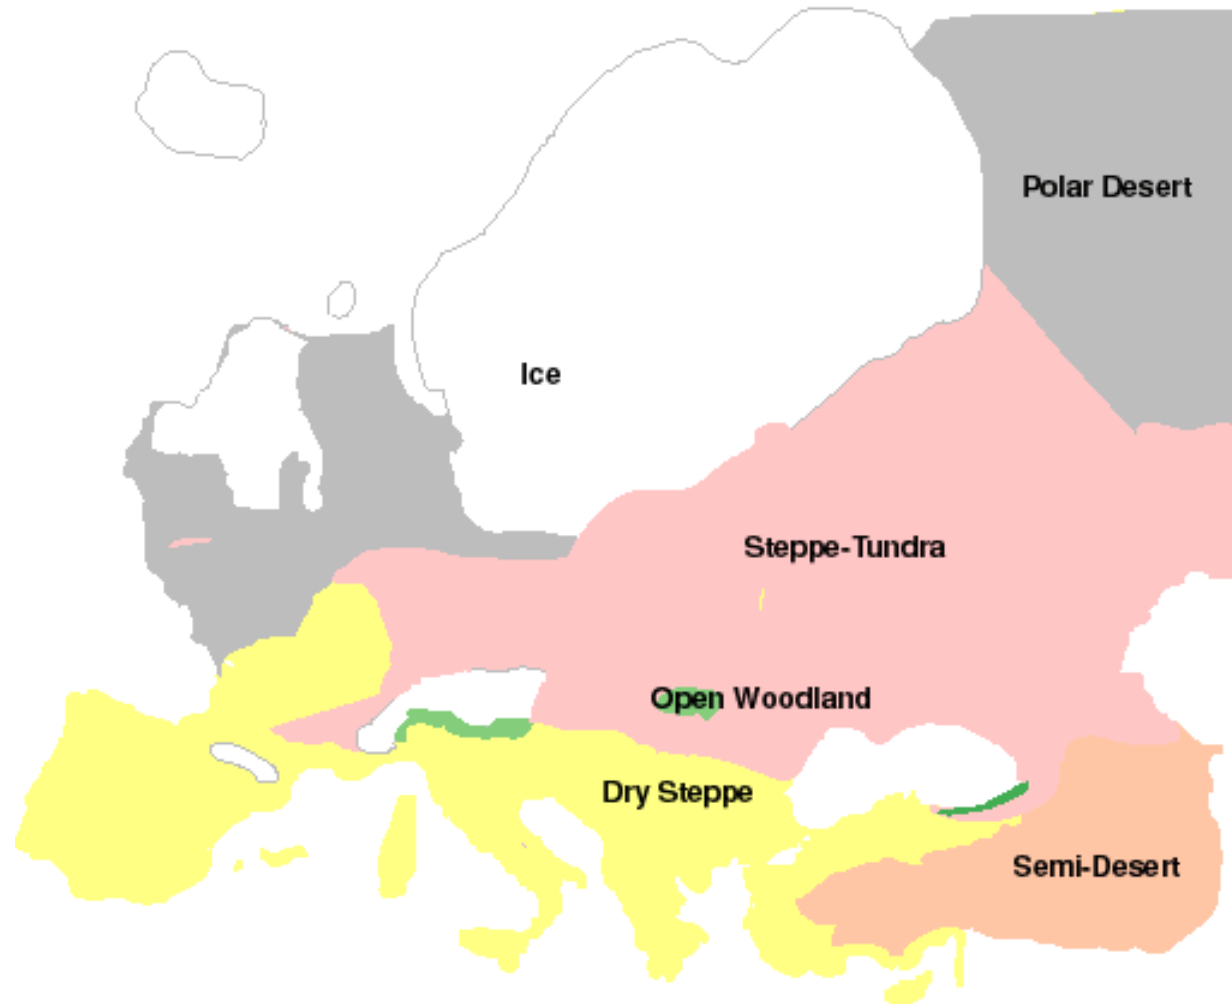 Polar Desert
Ice
Steppe-Tundra
Open Woodland
Dry Steppe
Semi-Desert